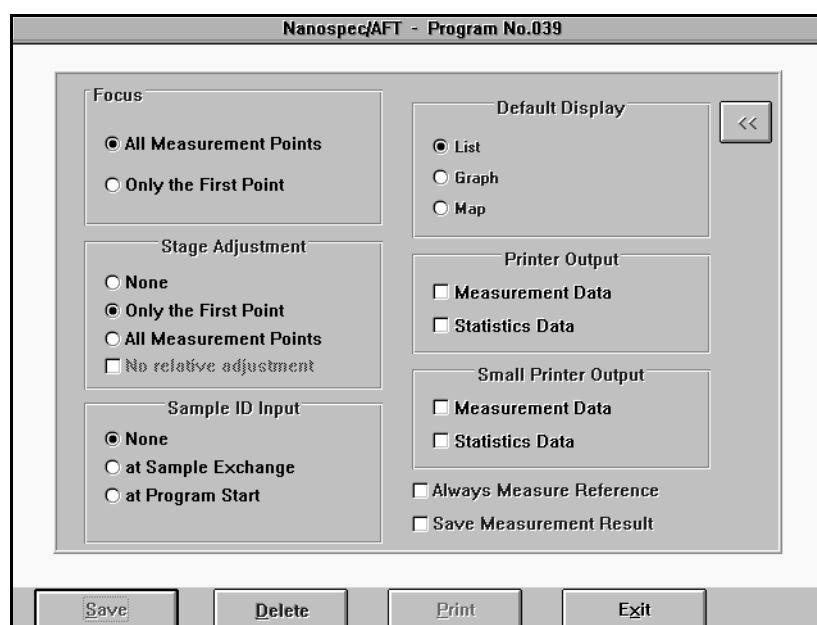 Nanospec/AFT - Program No.039
Focus
All Measurement Points
Only the First Point
Stage Adjustment
None
Only the First Point
All Measurement Points
No relative adjustment
Sample ID Input
None
at Sample Exchange
at Program Start
Default Display
List
Graph
Map
<<
Printer Output
Measurement Data
Statistics Data
Small Printer Output
Measurement Data
Statistics Data
Always Measure Reference
Save Measurement Result
Save
Delete
Print
Exit